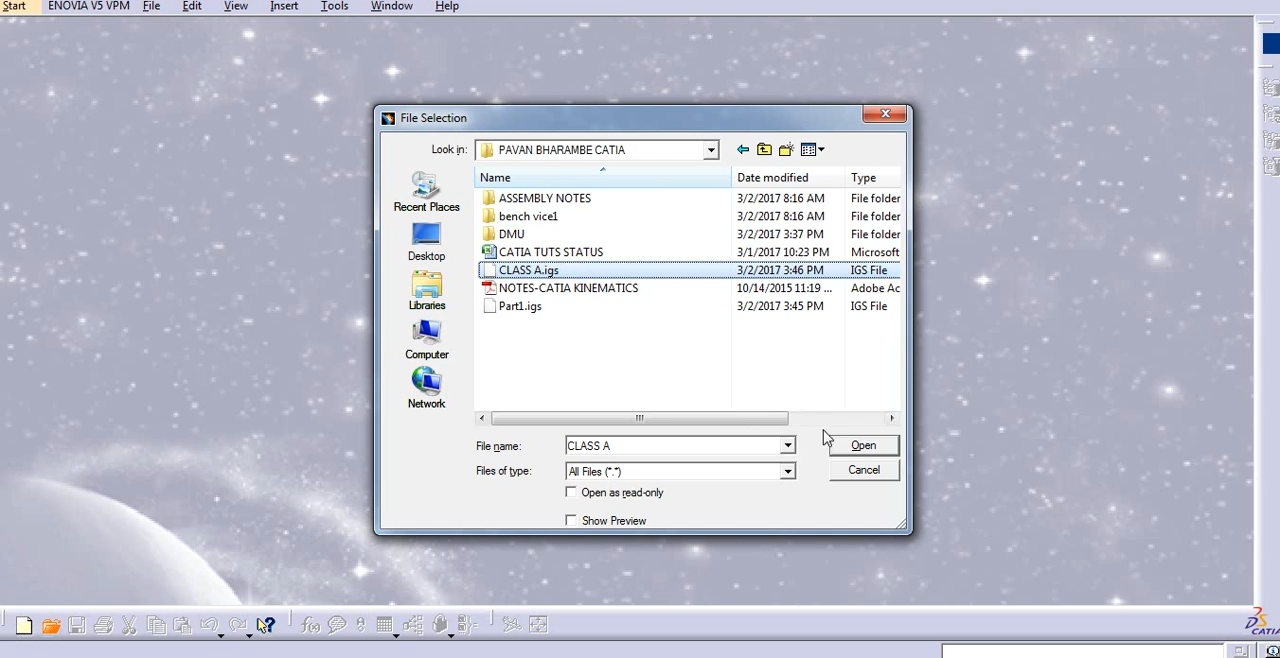 Start ENOVIA V5 VPM File Edit View Insert Tools Window Help
File Selection
Look in: PAVAN BHARAMBE CATIA
Name Date modified Type
ASSEMBLY NOTES 3/2/2017 8:16 AM File folder
bench vice1 3/2/2017 8:16 AM File folder
DMU 3/2/2017 3:37 PM File folder
CATIA TUTS STATUS 3/1/2017 10:23 PM Microsoft
CLASS A.igs 3/2/2017 3:46 PM IGS File
NOTES-CATIA KINEMATICS 10/14/2015 11:19 ... Adobe Ac
Part1.igs 3/2/2017 3:45 PM IGS File
Recent Places
Desktop
Libraries
Computer
Network
File name: CLASS A Open
Files of type: All Files (*.*) Cancel
Open as read-only
Show Preview
f(x)
CATIA